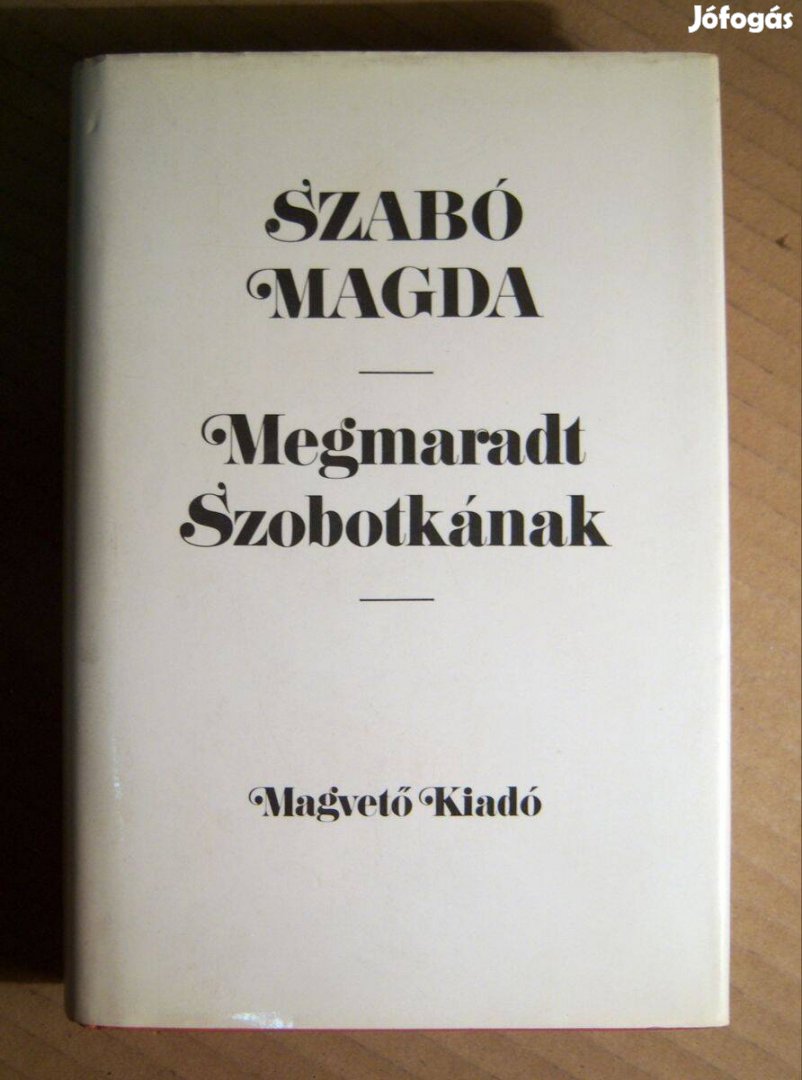 Jófogás
SZABÓ
MAGDA
Megmaradt
Szobotkának
Magvető Kiadó